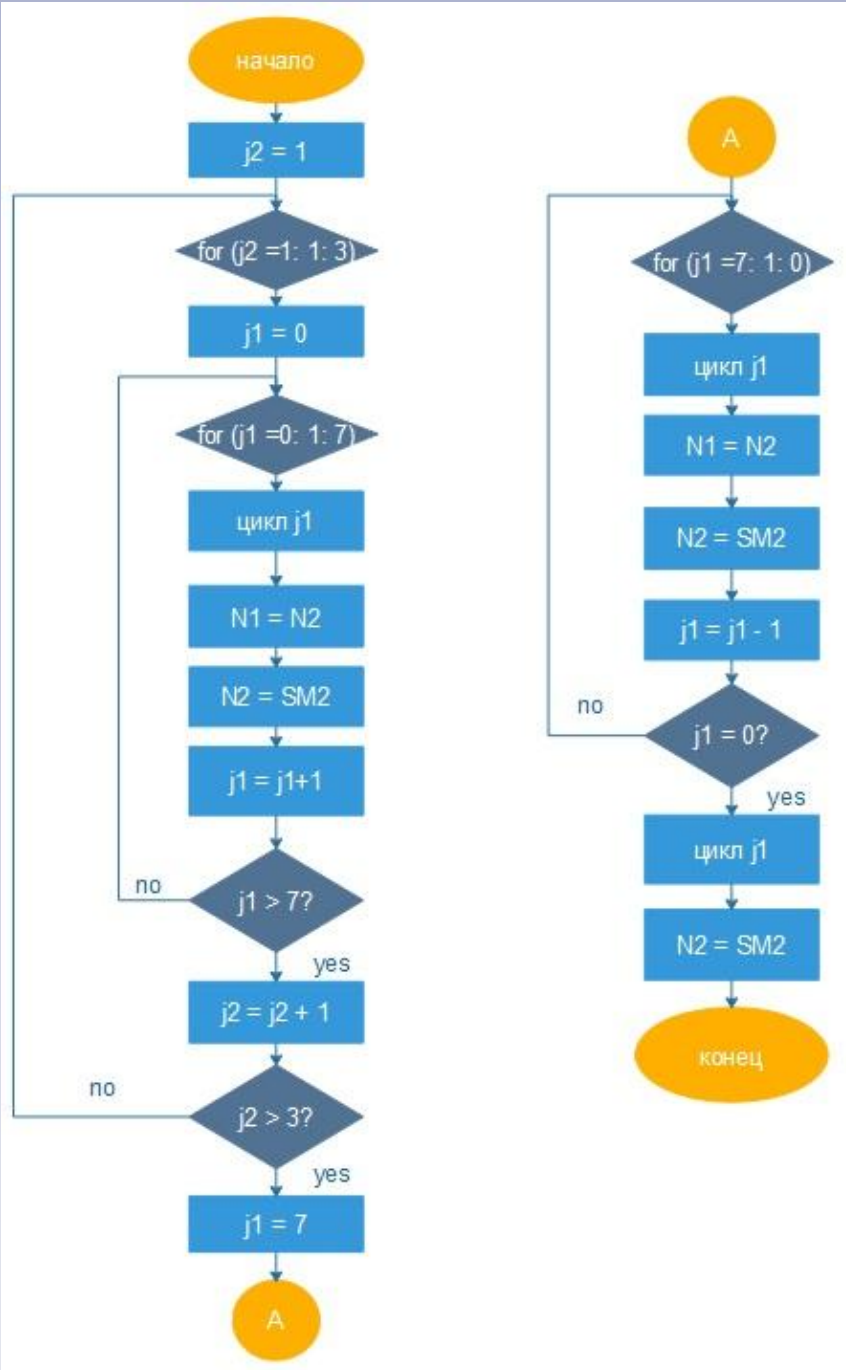 начало
j2 = 1
for (j2 =1: 1: 3)
j1 = 0
for (j1 =0: 1: 7)
цикл j1
N1 = N2
N2 = SM2
j1 = j1+1
no
j1 > 7?
yes
j2 = j2 + 1
no
j2 > 3?
yes
j1 = 7
A
A
for (j1 =7: 1: 0)
цикл j1
N1 = N2
N2 = SM2
j1 = j1 - 1
no
j1 = 0?
yes
цикл j1
N2 = SM2
конец